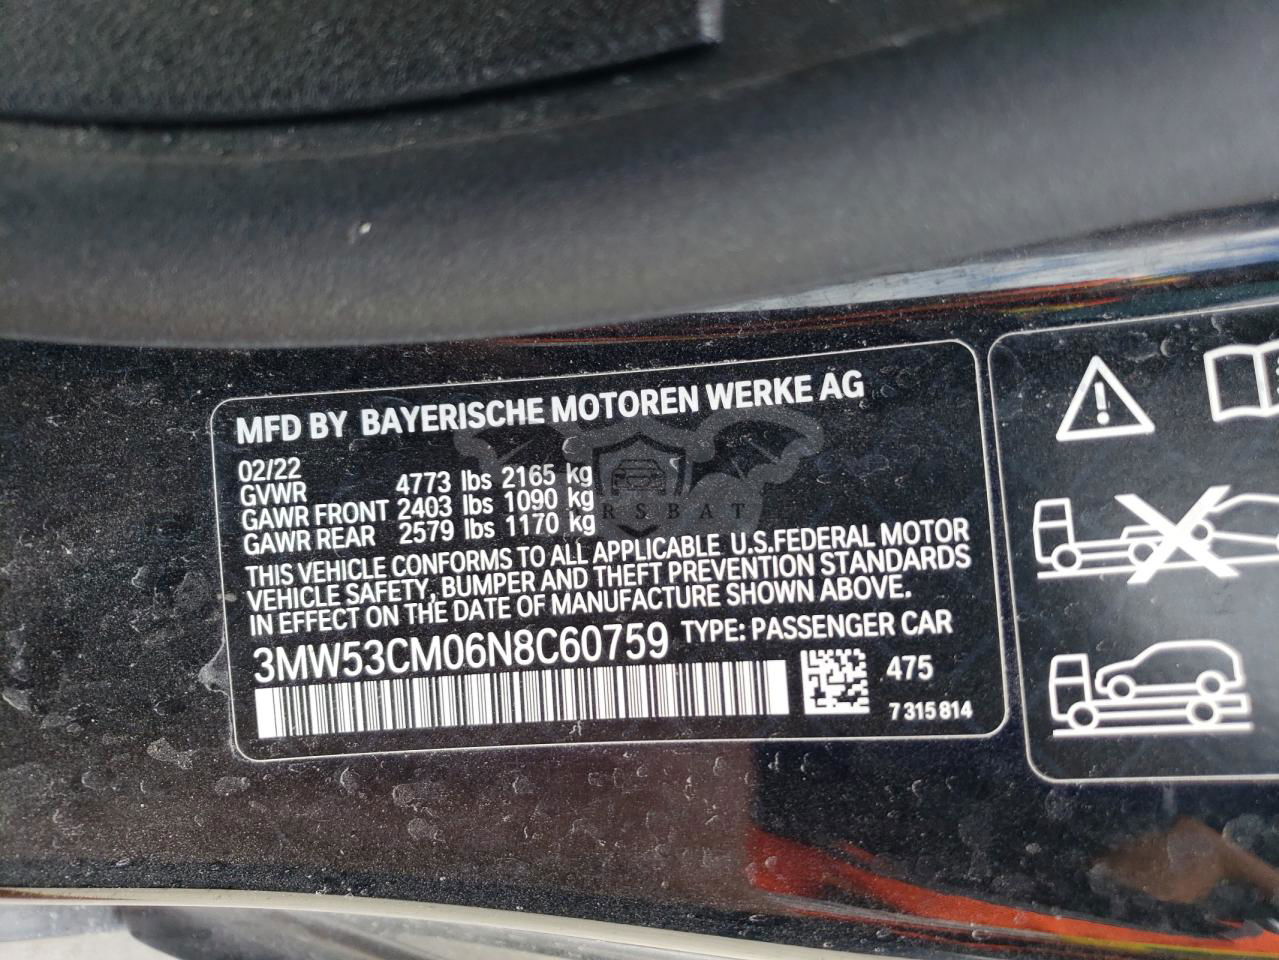 MFD BY BAYERISCHE MOTOREN WERKE AG
02/22
GVWR 4773 lbs 2165 kg
GAWR FRONT 2403 lbs 1090 kg
GAWR REAR 2579 lbs 1170 kg
THIS VEHICLE CONFORMS TO ALL APPLICABLE U.S.FEDERAL MOTOR
VEHICLE SAFETY, BUMPER AND THEFT PREVENTION STANDARDS
IN EFFECT ON THE DATE OF MANUFACTURE SHOWN ABOVE.
3MW53CM06N8C60759 TYPE: PASSENGER CAR
475
7 315 814